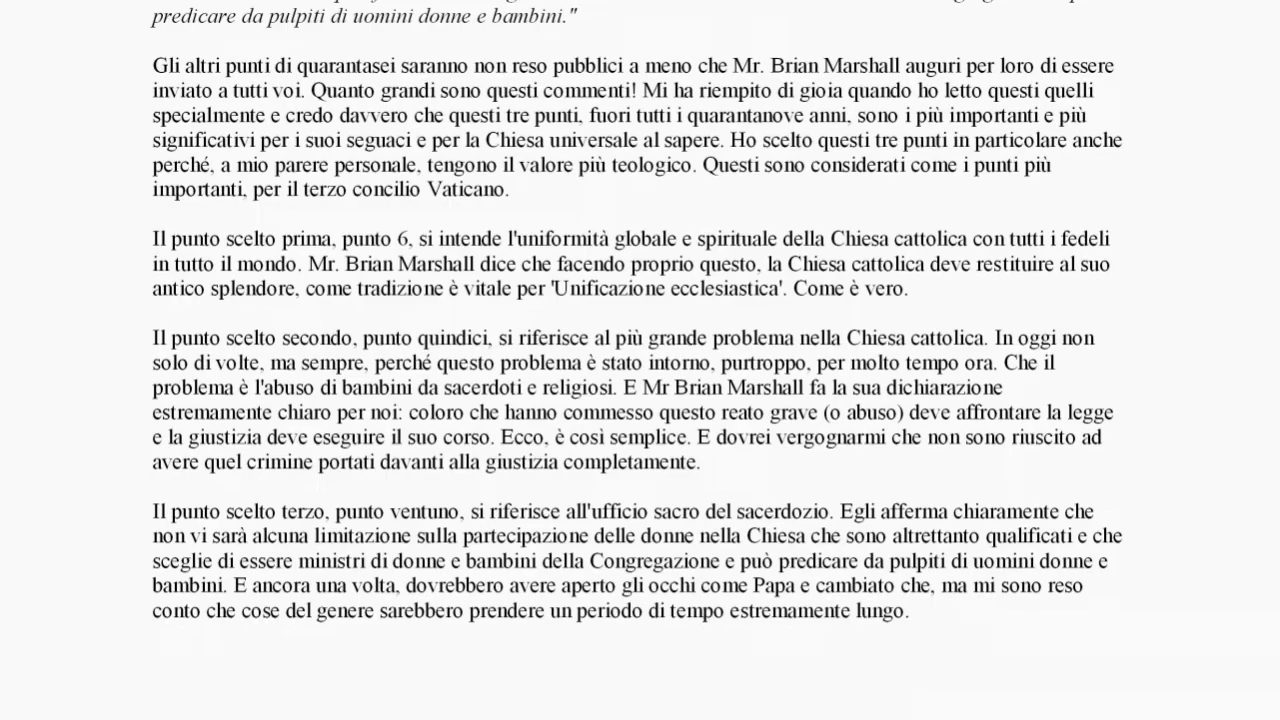 predicare da pulpiti di uomini donne e bambini."
Gli altri punti di quarantasei saranno non reso pubblici a meno che Mr. Brian Marshall auguri per loro di essere
inviato a tutti voi. Quanto grandi sono questi commenti! Mi ha riempito di gioia quando ho letto questi quelli
specialmente e credo davvero che questi tre punti, fuori tutti i quarantanove anni, sono i più importanti e più
significativi per i suoi seguaci e per la Chiesa universale al sapere. Ho scelto questi tre punti in particolare anche
perché, a mio parere personale, tengono il valore più teologico. Questi sono considerati come i punti più
importanti, per il terzo concilio Vaticano.
Il punto scelto prima, punto 6, si intende l'uniformità globale e spirituale della Chiesa cattolica con tutti i fedeli
in tutto il mondo. Mr. Brian Marshall dice che facendo proprio questo, la Chiesa cattolica deve restituire al suo
antico splendore, come tradizione è vitale per 'Unificazione ecclesiastica'. Come è vero.
Il punto scelto secondo, punto quindici, si riferisce al più grande problema nella Chiesa cattolica. In oggi non
solo di volte, ma sempre, perché questo problema è stato intorno, purtroppo, per molto tempo ora. Che il
problema è l'abuso di bambini da sacerdoti e religiosi. E Mr Brian Marshall fa la sua dichiarazione
estremamente chiaro per noi: coloro che hanno commesso questo reato grave (o abuso) deve affrontare la legge
e la giustizia deve eseguire il suo corso. Ecco, è così semplice. E dovrei vergognarmi che non sono riuscito ad
avere quel crimine portati davanti alla giustizia completamente.
Il punto scelto terzo, punto ventuno, si riferisce all'ufficio sacro del sacerdozio. Egli afferma chiaramente che
non vi sarà alcuna limitazione sulla partecipazione delle donne nella Chiesa che sono altrettanto qualificati e che
sceglie di essere ministri di donne e bambini della Congregazione e può predicare da pulpiti di uomini donne e
bambini. E ancora una volta, dovrebbero avere aperto gli occhi come Papa e cambiato che, ma mi sono reso
conto che cose del genere sarebbero prendere un periodo di tempo estremamente lungo.